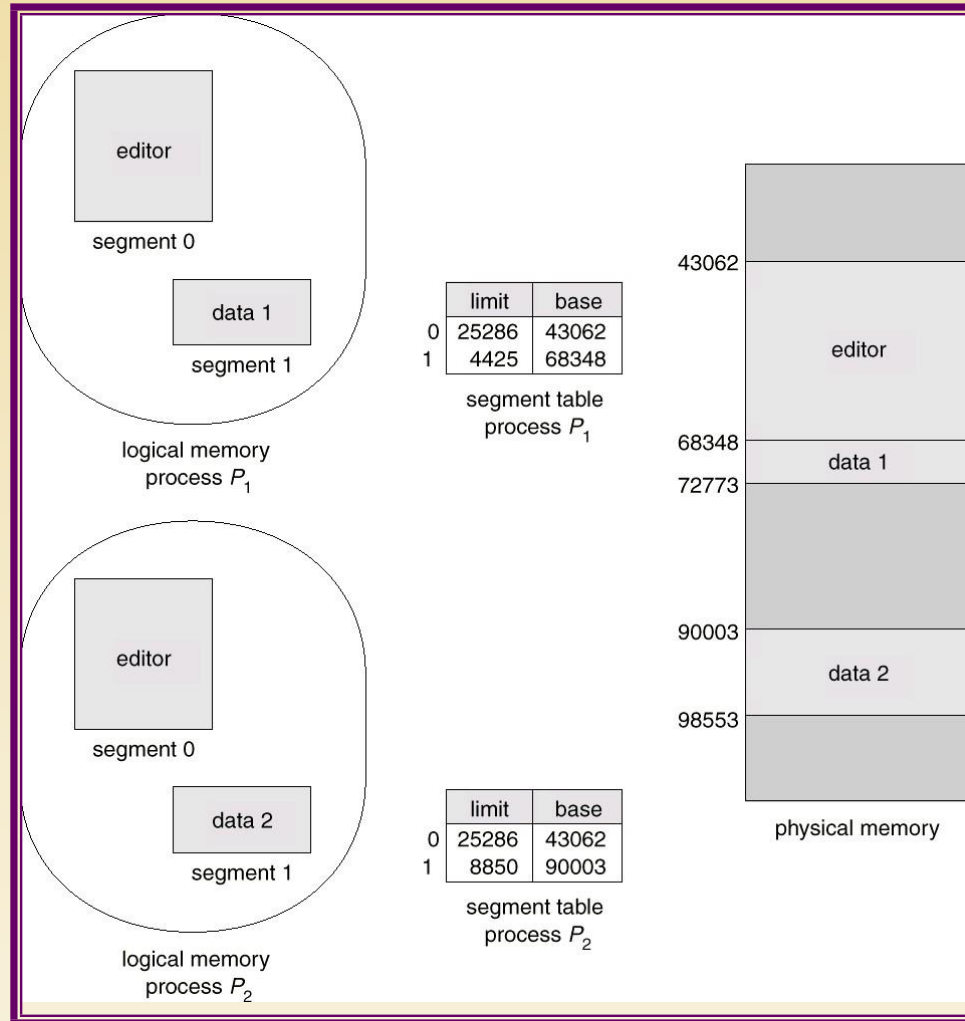 editor
segment 0
data 1
segment 1
logical memory
process P1
limit base
0 25286 43062
1 4425 68348
segment table
process P1
editor
segment 0
data 2
segment 1
logical memory
process P2
limit base
0 25286 43062
1 8850 90003
segment table
process P2
43062
editor
68348
data 1
72773
90003
data 2
98553
physical memory